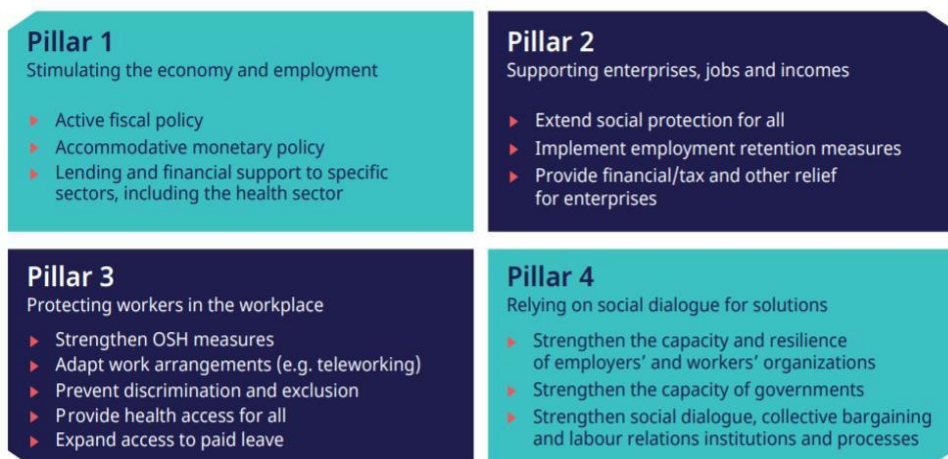 Pillar 1
Stimulating the economy and employment
Active fiscal policy
Accommodative monetary policy
Lending and financial support to specific
sectors, including the health sector
Pillar 2
Supporting enterprises, jobs and incomes
Extend social protection for all
Implement employment retention measures
Provide financial/tax and other relief
for enterprises
Pillar 3
Protecting workers in the workplace
Strengthen OSH measures
Adapt work arrangements (e.g. teleworking)
Prevent discrimination and exclusion
Provide health access for all
Expand access to paid leave
Pillar 4
Relying on social dialogue for solutions
Strengthen the capacity and resilience
of employers’ and workers’ organizations
Strengthen the capacity of governments
Strengthen social dialogue, collective bargaining
and labour relations institutions and processes